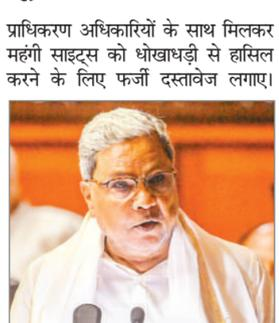 प्राधिकरण अधिकारियों के साथ मिलकर
महंगी साइट्स को धोखाधड़ी से हासिल
करने के लिए फर्जी दस्तावेज लगाए।